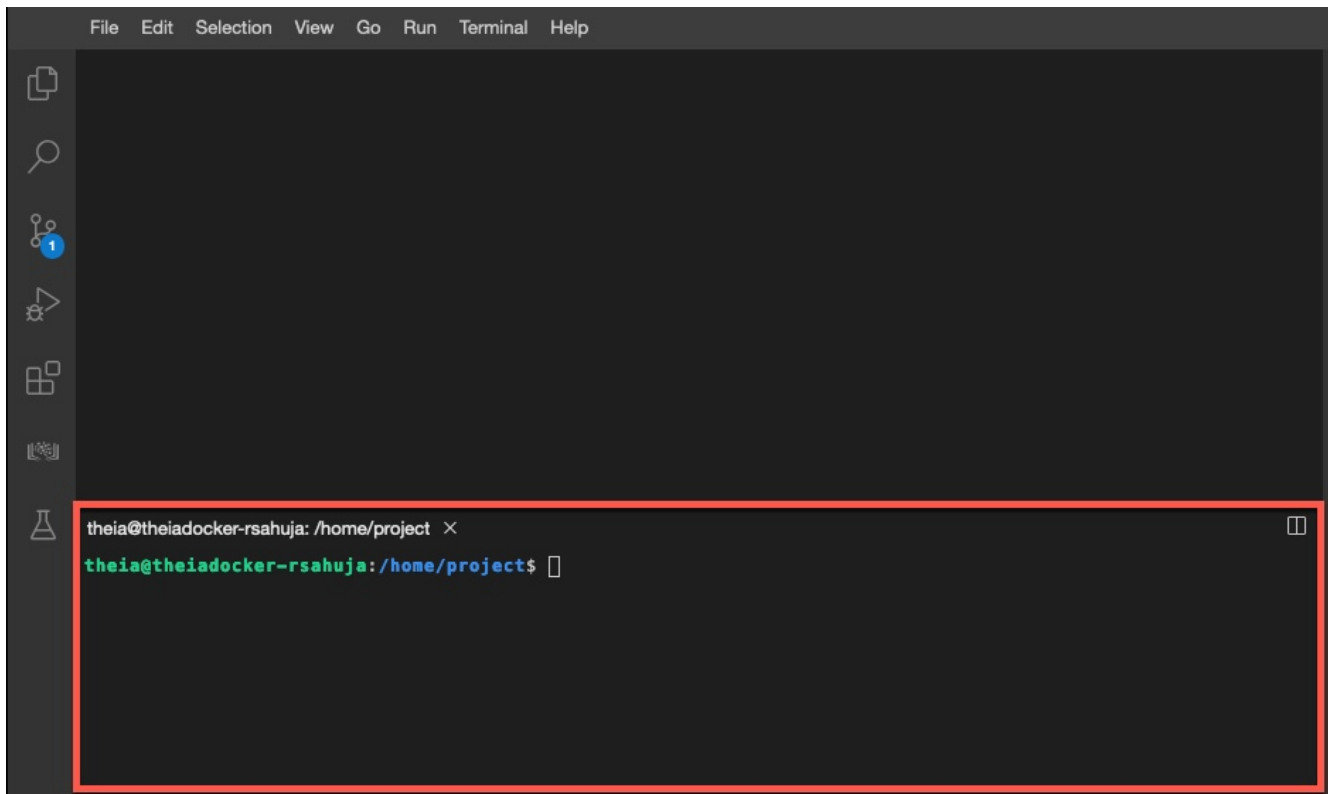 File Edit Selection View Go Run Terminal Help
1
theia@theiadocker-rsahuja: /home/project ×
theia@theiadocker-rsahuja:/home/project$